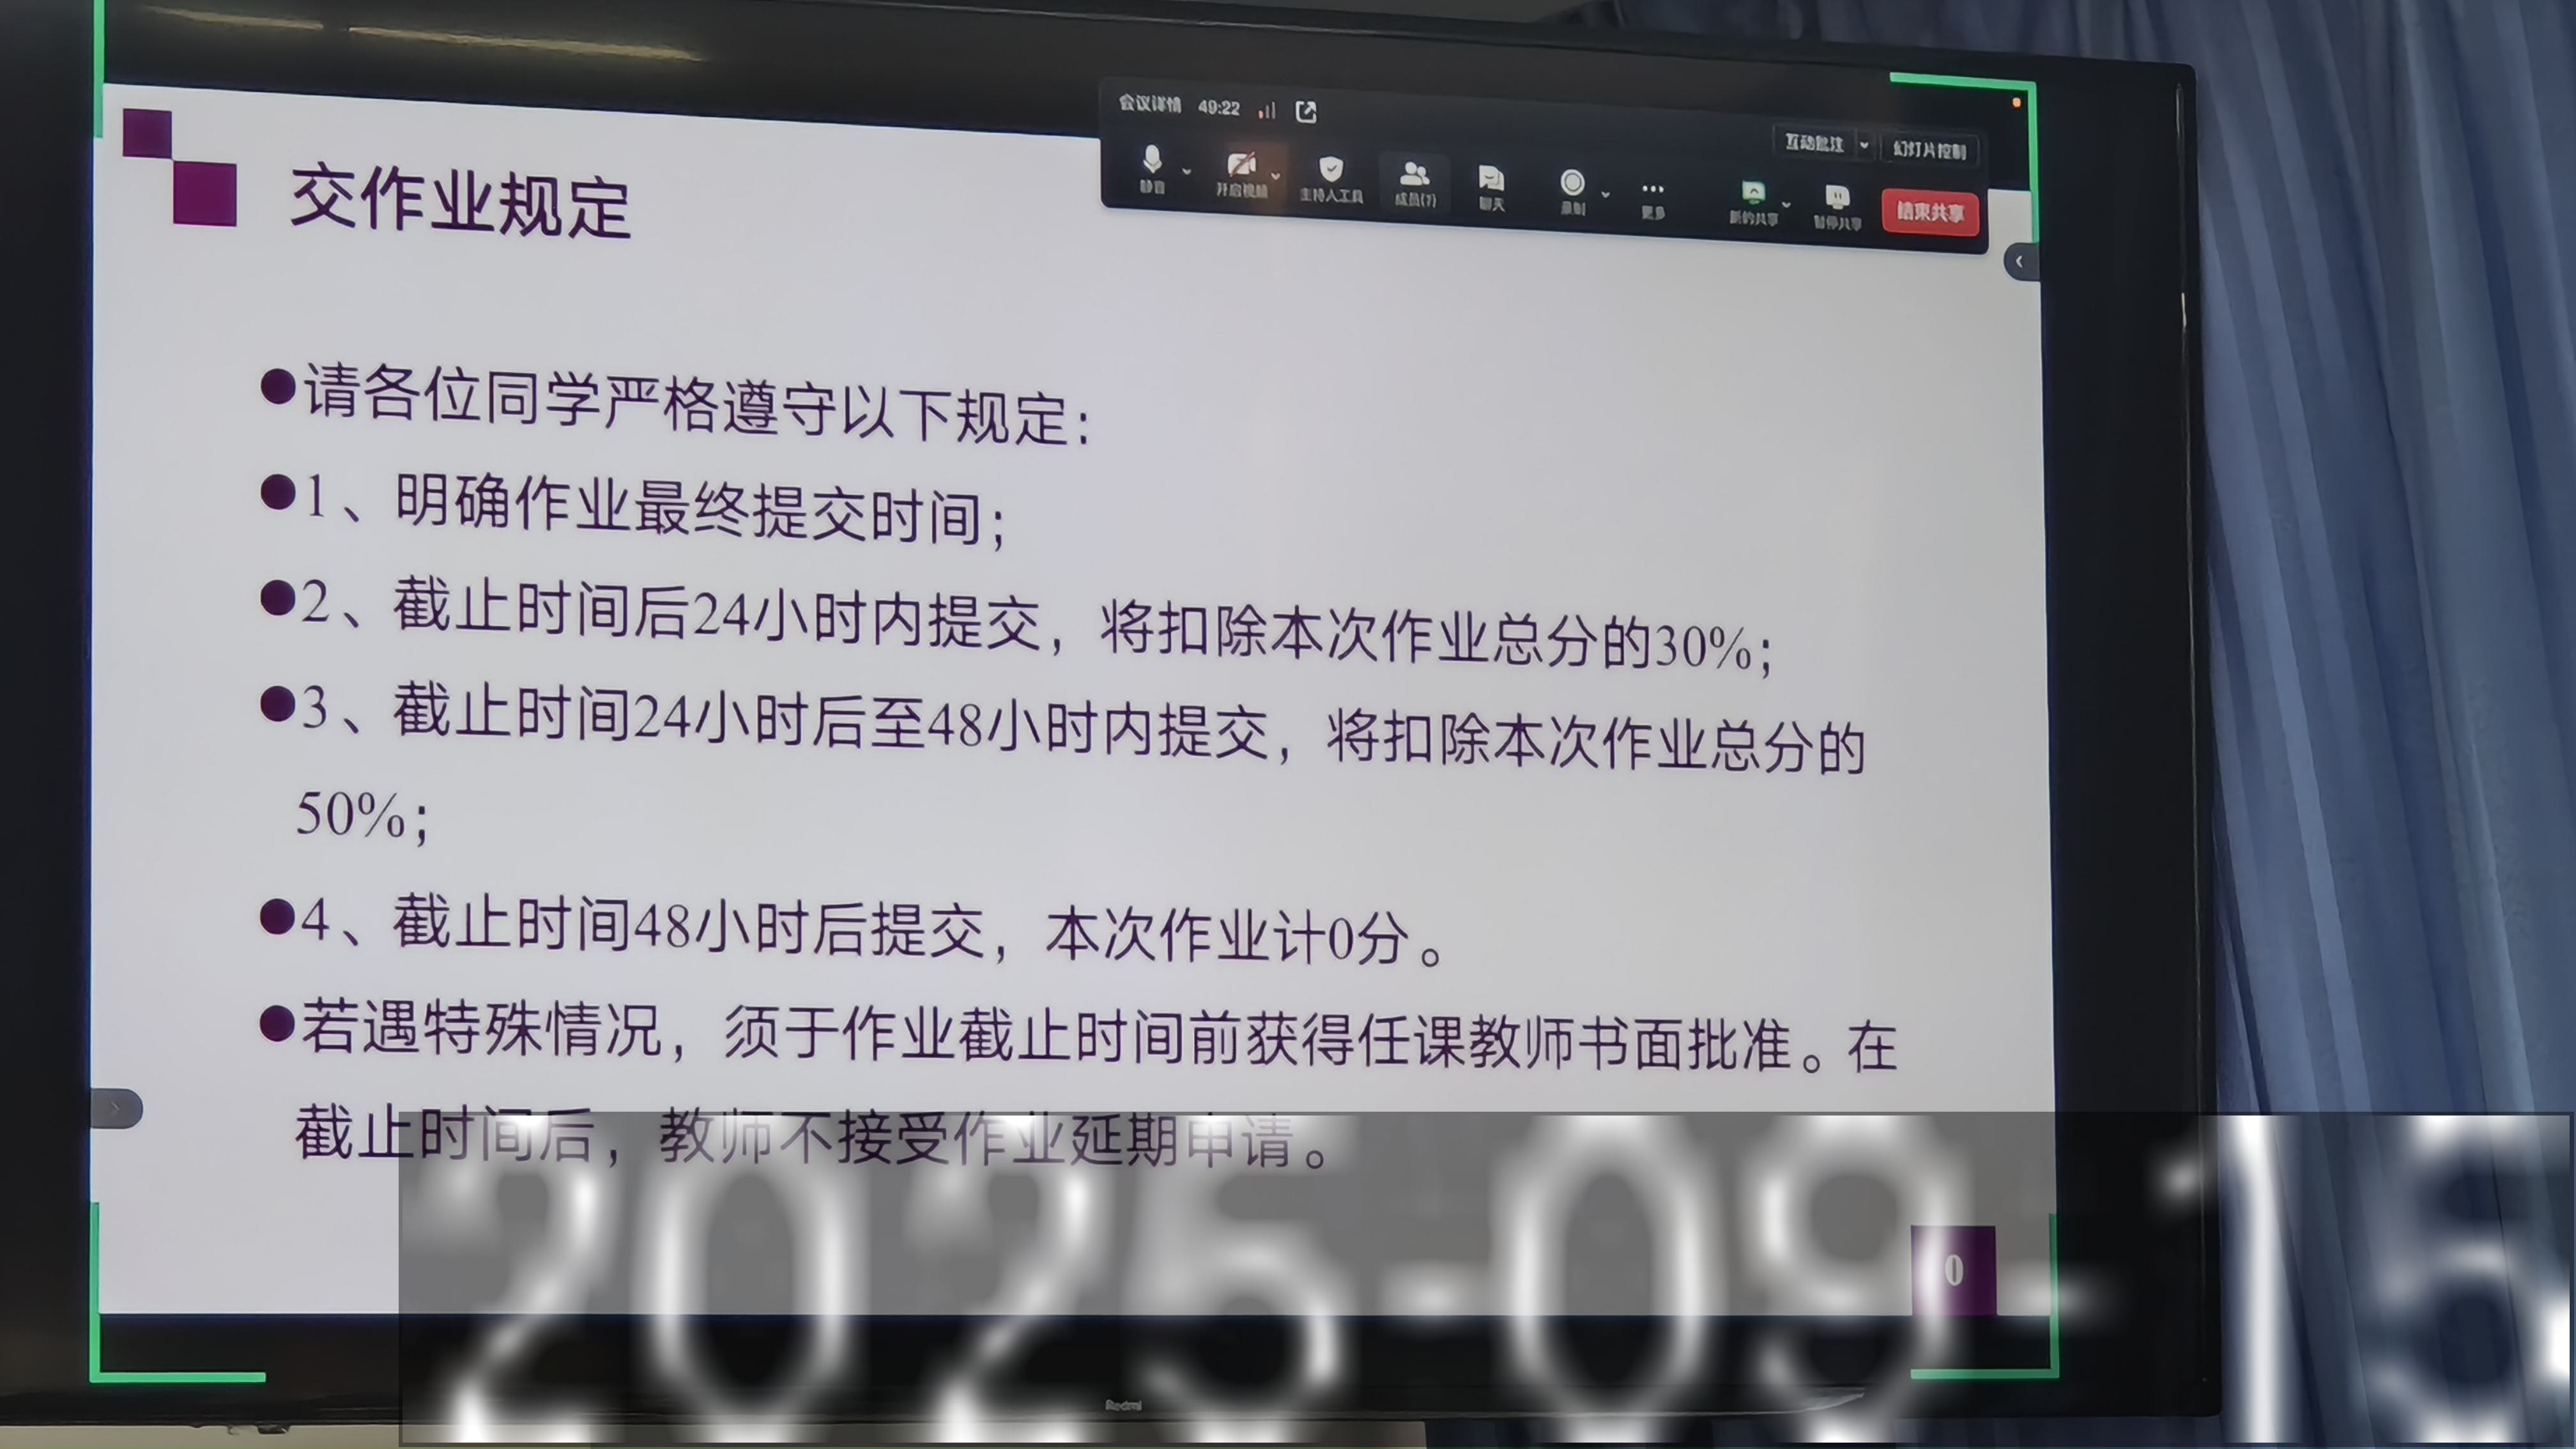 会议详情 49:22
互动批注 幻灯片控制
静音 开启视频 主持人工具 成员(7) 聊天 录制 更多 新的共享 暂停共享 结束共享
交作业规定
●请各位同学严格遵守以下规定：
●1、明确作业最终提交时间；
●2、截止时间后24小时内提交，将扣除本次作业总分的30%；
●3、截止时间24小时后至48小时内提交，将扣除本次作业总分的
50%；
●4、截止时间48小时后提交，本次作业计0分。
●若遇特殊情况，须于作业截止时间前获得任课教师书面批准。在
截止时间后，教师不接受作业延期申请。
0
2025-09-15
Redmi